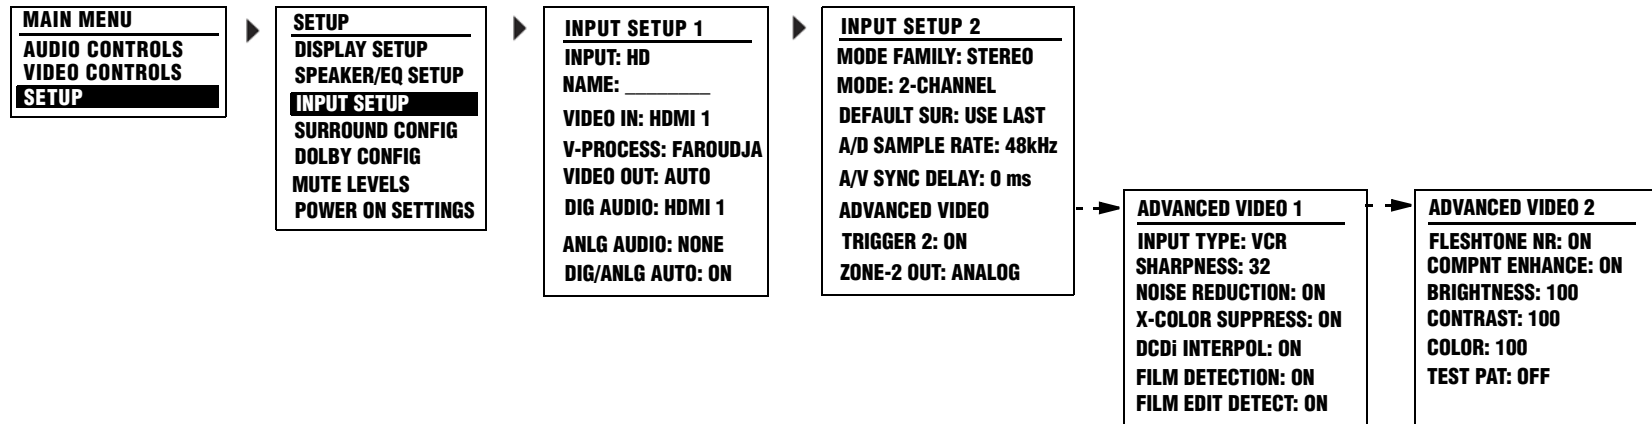 MAIN MENU
AUDIO CONTROLS
VIDEO CONTROLS
SETUP
SETUP
DISPLAY SETUP
SPEAKER/EQ SETUP
INPUT SETUP
SURROUND CONFIG
DOLBY CONFIG
MUTE LEVELS
POWER ON SETTINGS
INPUT SETUP 1
INPUT: HD
NAME: ________
VIDEO IN: HDMI 1
V-PROCESS: FAROUDJA
VIDEO OUT: AUTO
DIG AUDIO: HDMI 1
ANLG AUDIO: NONE
DIG/ANLG AUTO: ON
INPUT SETUP 2
MODE FAMILY: STEREO
MODE: 2-CHANNEL
DEFAULT SUR: USE LAST
A/D SAMPLE RATE: 48kHz
A/V SYNC DELAY: 0 ms
ADVANCED VIDEO
TRIGGER 2: ON
ZONE-2 OUT: ANALOG
ADVANCED VIDEO 1
INPUT TYPE: VCR
SHARPNESS: 32
NOISE REDUCTION: ON
X-COLOR SUPPRESS: ON
DCDi INTERPOL: ON
FILM DETECTION: ON
FILM EDIT DETECT: ON
ADVANCED VIDEO 2
FLESHTONE NR: ON
COMPNT ENHANCE: ON
BRIGHTNESS: 100
CONTRAST: 100
COLOR: 100
TEST PAT: OFF